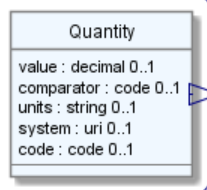 Quantity
value : decimal 0..1
comparator : code 0..1
units : string 0..1
system : uri 0..1
code : code 0..1